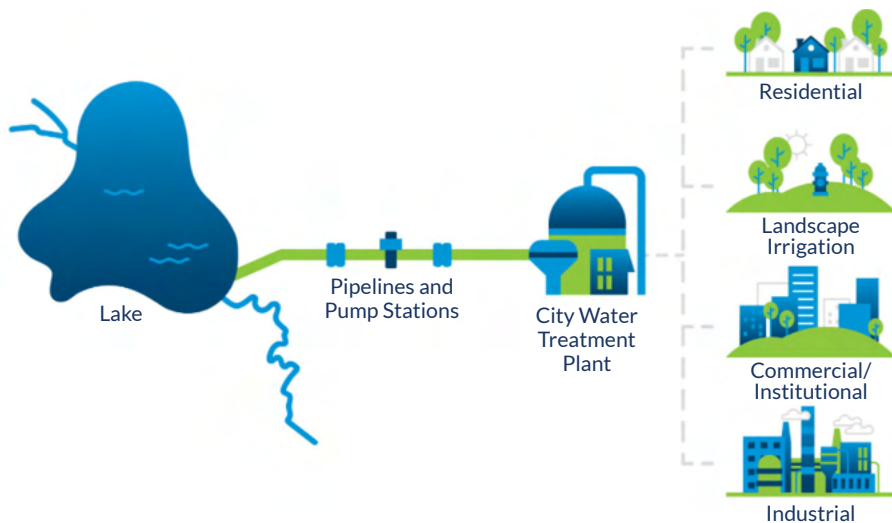 Residential
Landscape
Irrigation
Lake
Pipelines and
Pump Stations
City Water
Treatment
Plant
Commercial/
Institutional
Industrial